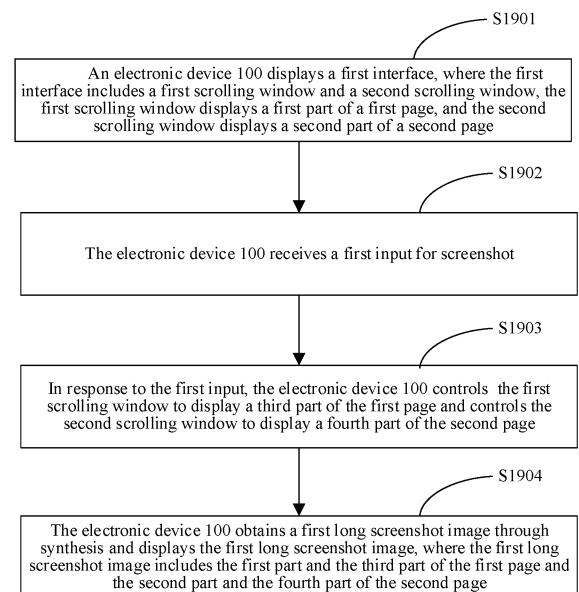 S1901
An electronic device 100 displays a first interface, where the first
interface includes a first scrolling window and a second scrolling window, the
first scrolling window displays a first part of a first page, and the second
scrolling window displays a second part of a second page
S1902
The electronic device 100 receives a first input for screenshot
S1903
In response to the first input, the electronic device 100 controls the first
scrolling window to display a third part of the first page and controls the
second scrolling window to display a fourth part of the second page
S1904
The electronic device 100 obtains a first long screenshot image through
synthesis and displays the first long screenshot image, where the first long
screenshot image includes the first part and the third part of the first page and
the second part and the fourth part of the second page